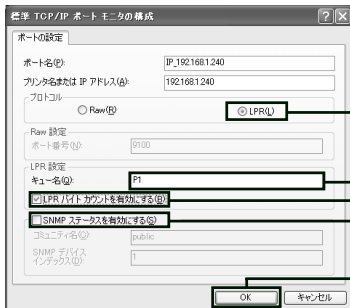 標準 TCP/IP ポート モニタの構成
ポートの設定
ポート名(P): IP_192.168.1.240
プリンタ名または IP アドレス(A): 192.168.1.240
プロトコル
Raw(R) LPR(L)
Raw 設定
ポート番号(N): 9100
LPR 設定
キュー名(Q): P1
LPR バイト カウントを有効にする(B)
SNMP ステータスを有効にする(S)
コミュニティ名(C): public
SNMP デバイス
インデックス(D): 1
OK キャンセル